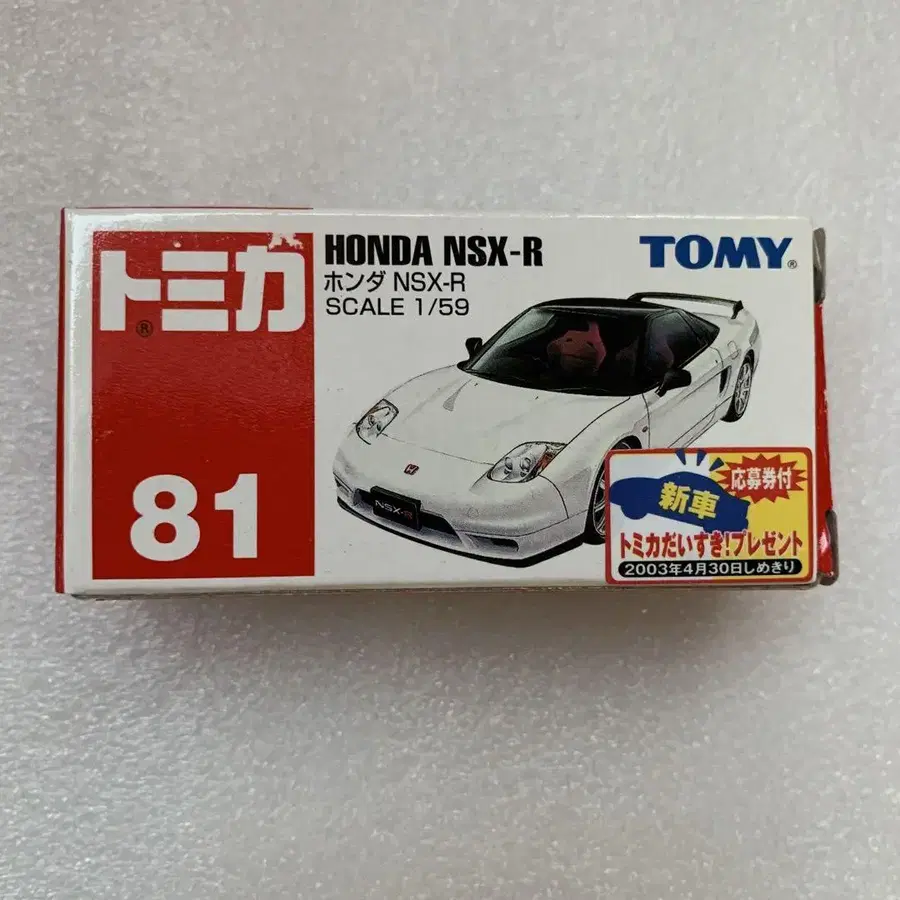 トミカ®
81
HONDA NSX-R
ホンダ NSX-R
SCALE 1/59
TOMY®
NSX-R
新車
応募券付
トミカだいすき!プレゼント
2003年4月30日しめきり